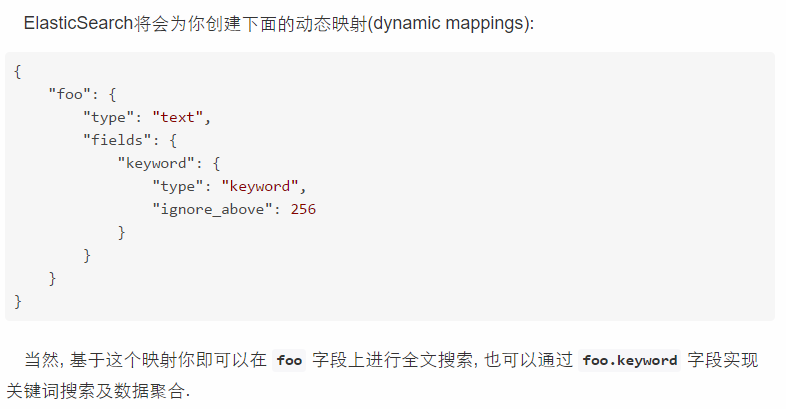 ElasticSearch将会为你创建下面的动态映射(dynamic mappings):
{
    "foo": {
        "type": "text",
        "fields": {
            "keyword": {
                "type": "keyword",
                "ignore_above": 256
            }
        }
    }
}
当然, 基于这个映射你即可以在 foo 字段上进行全文搜索, 也可以通过 foo.keyword 字段实现
关键词搜索及数据聚合.